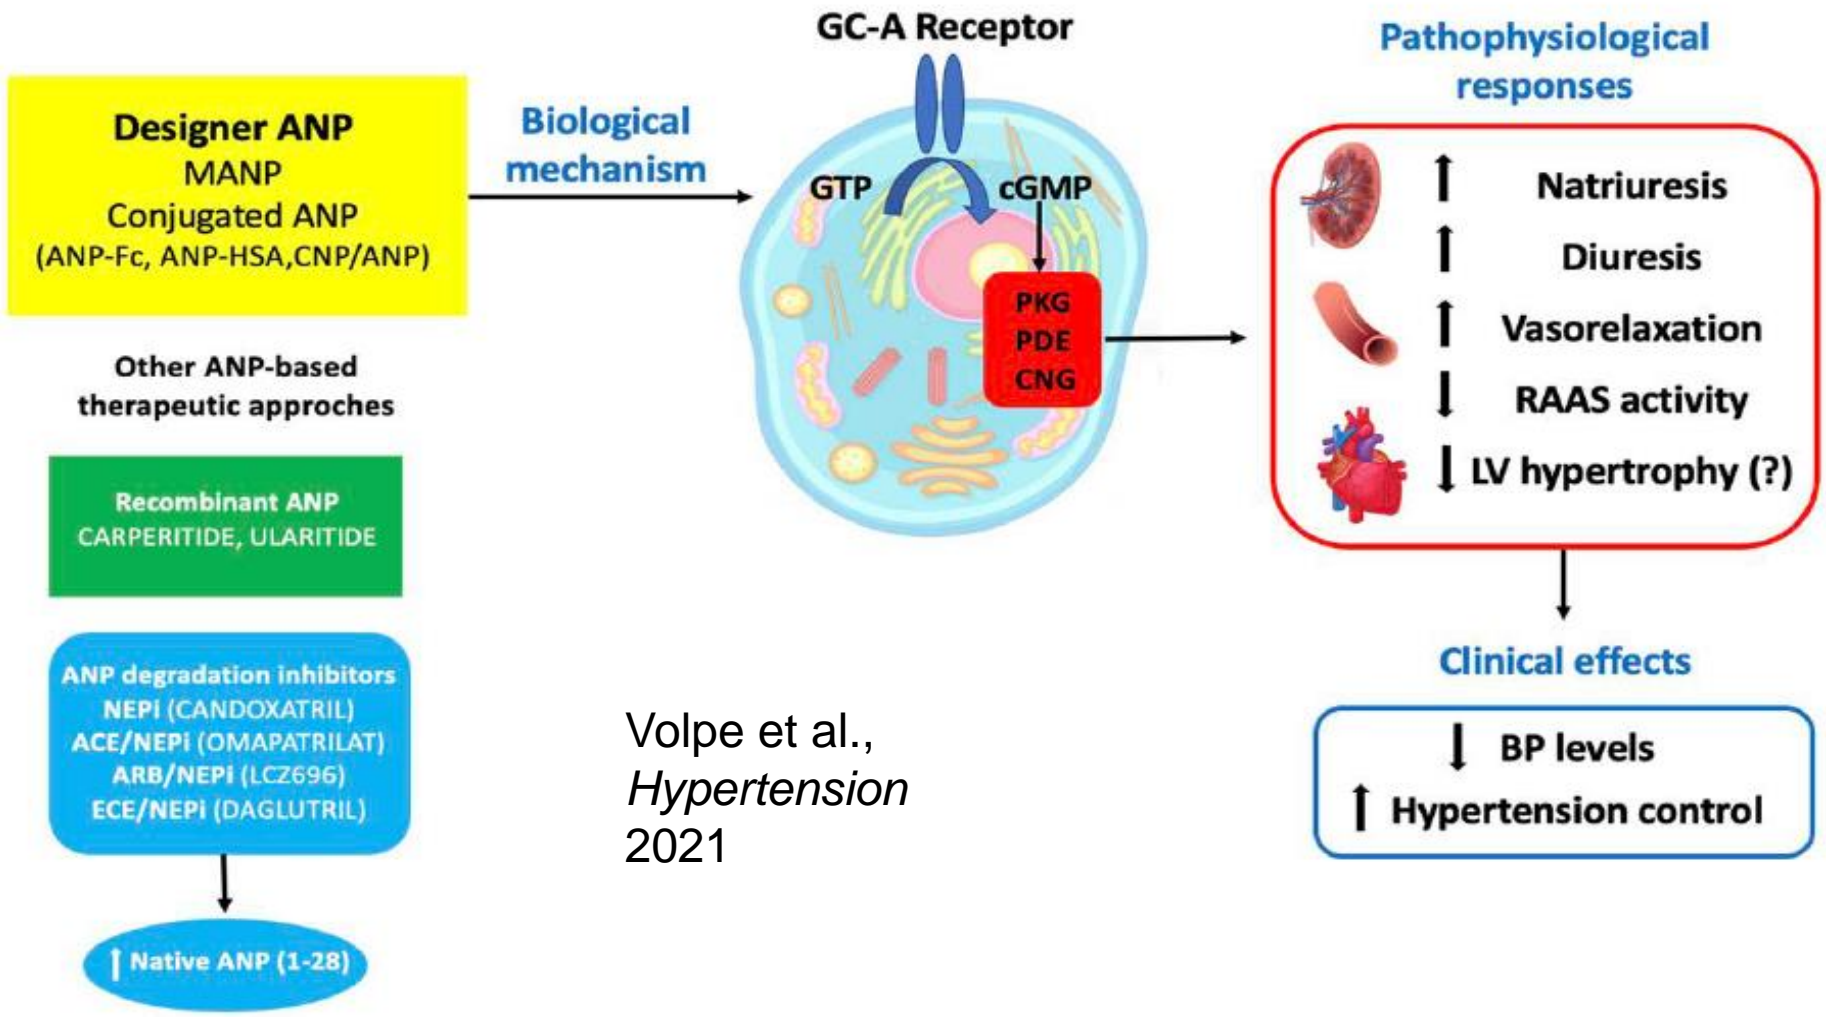 Designer ANP
MANP
Conjugated ANP
(ANP-Fc, ANP-HSA,CNP/ANP)
Other ANP-based
therapeutic approches
Recombinant ANP
CARPERITIDE, ULARITIDE
ANP degradation inhibitors
NEPi (CANDOXATRIL)
ACE/NEPi (OMAPATRILAT)
ARB/NEPi (LCZ696)
ECE/NEPi (DAGLUTRIL)
Native ANP (1-28)
Biological
mechanism
GC-A Receptor
GTP
cGMP
PKG
PDE
CNG
Volpe et al.,
Hypertension
2021
Pathophysiological
responses
Natriuresis
Diuresis
Vasorelaxation
RAAS activity
LV hypertrophy (?)
Clinical effects
BP levels
Hypertension control